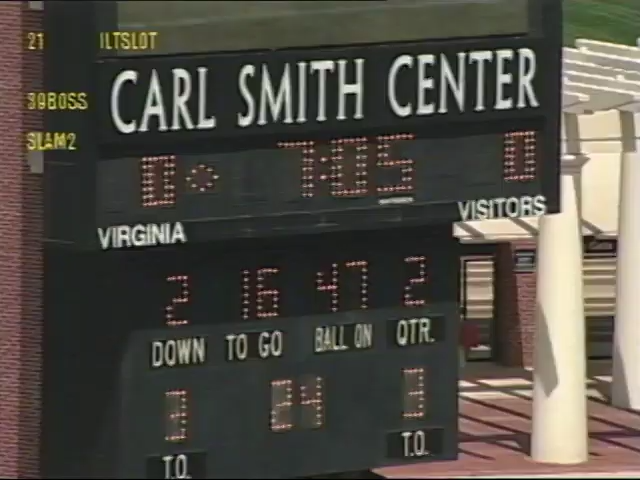 21 ILTSLOT
39BOSS
SLAM2
CARL SMITH CENTER
0 7:05 0
VIRGINIA VISITORS
2 16 47 2
DOWN TO GO BALL ON QTR.
3 24 3
T.O. T.O.